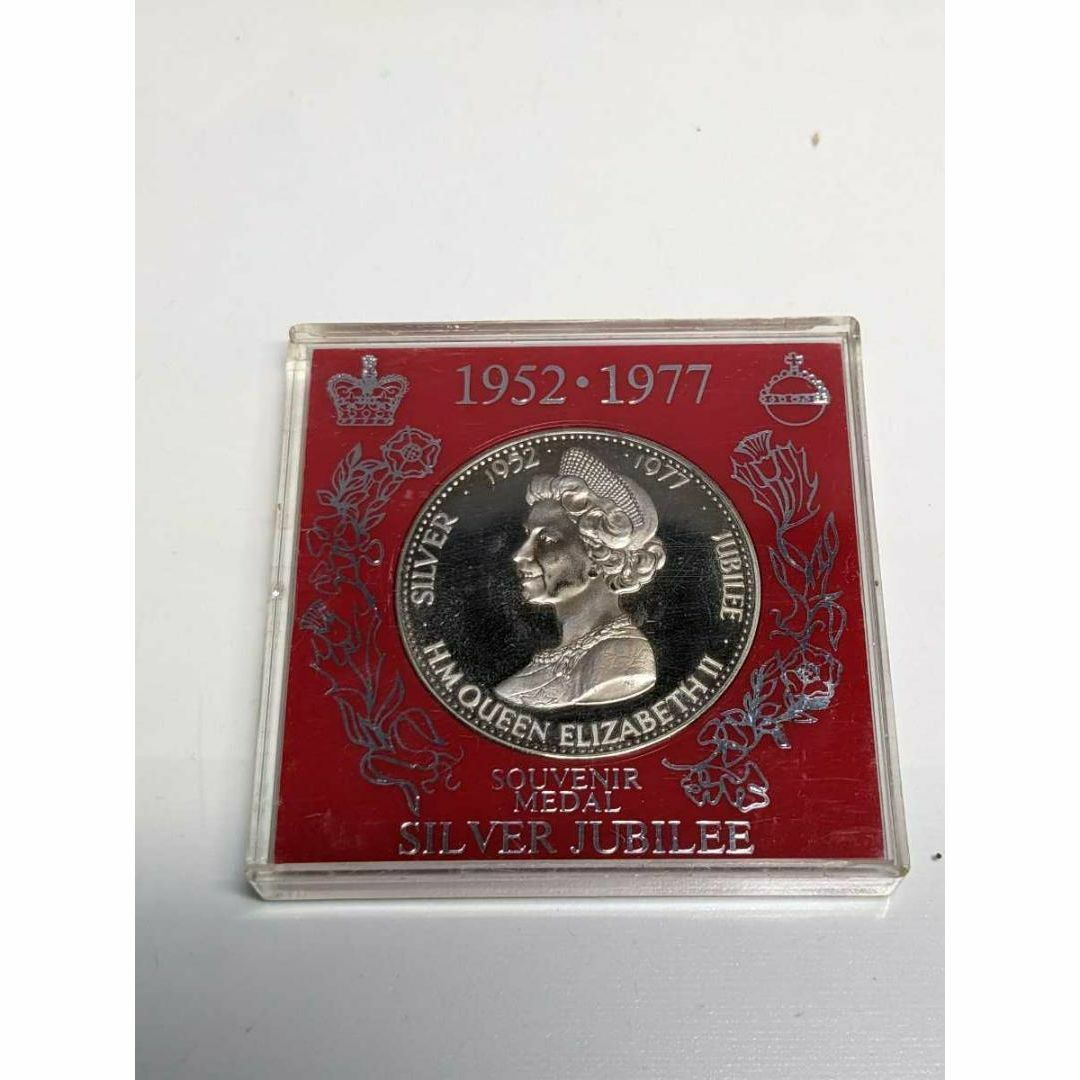 1952 • 1977
· 1952 · 1977 ·
SILVER JUBILEE
· H.M QUEEN ELIZABETH II ·
SOUVENIR
MEDAL
SILVER JUBILEE